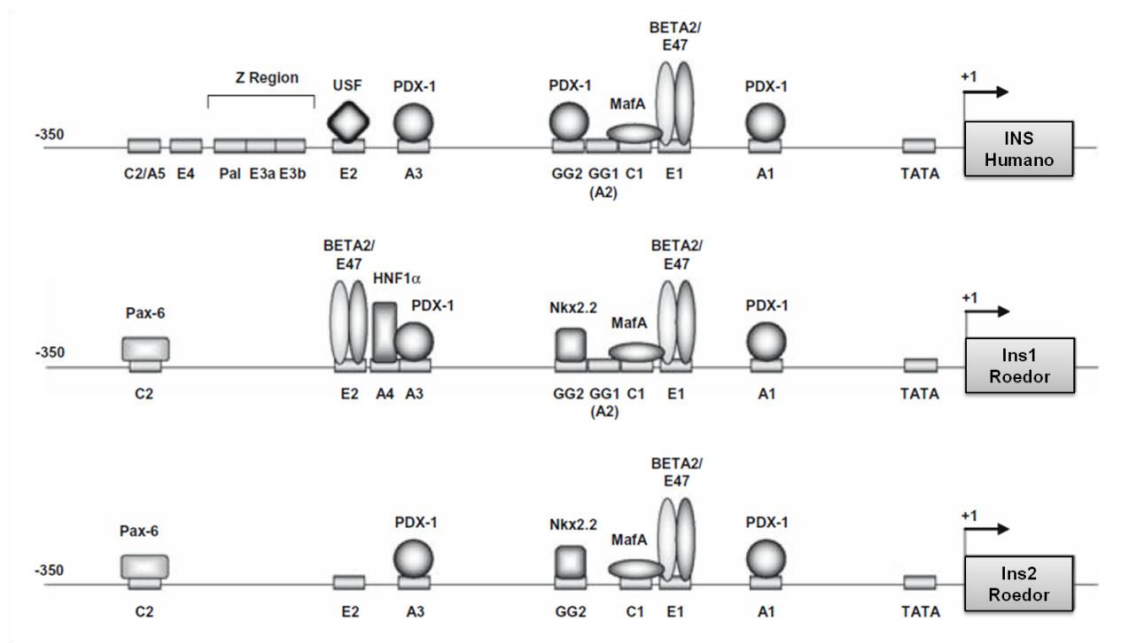 BETA2/
E47
Z Region
USF PDX-1 PDX-1 MafA PDX-1 +1
-350
INS
Humano
C2/A5 E4 Pal E3a E3b E2 A3 GG2 GG1 C1 E1 A1 TATA
(A2)
BETA2/ BETA2/
E47 E47
HNF1α
Pax-6 PDX-1 Nkx2.2 MafA PDX-1 +1
-350
Ins1
Roedor
C2 E2 A4 A3 GG2 GG1 C1 E1 A1 TATA
(A2)
BETA2/
E47
Pax-6 PDX-1 Nkx2.2 MafA PDX-1 +1
-350
Ins2
Roedor
C2 E2 A3 GG2 C1 E1 A1 TATA